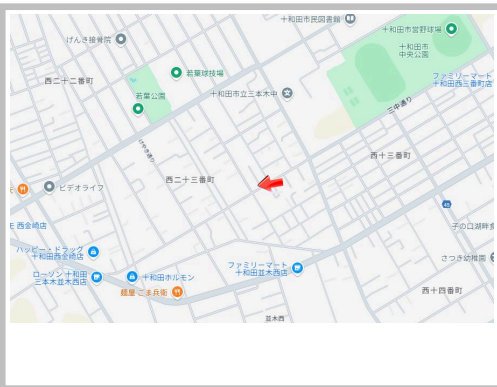 十和田市民図書館
げんき接骨院
十和田市営野球場
十和田市
中央公園
若葉球技場
西二十二番町
ファミリーマート
十和田西三番町店
若葉公園
十和田市立三本木中
三中通り
けやき通り
西十三番町
西二十三番町
ビデオライフ
45
西金崎店
子の口湖畔食
ハッピー・ドラッグ
十和田西金崎店
さつき幼稚園
ファミリーマート
十和田並木西店
ローソン 十和田
三本木並木西店
十和田ホルモン
麺屋 ごま兵衛
西十四番町
並木西